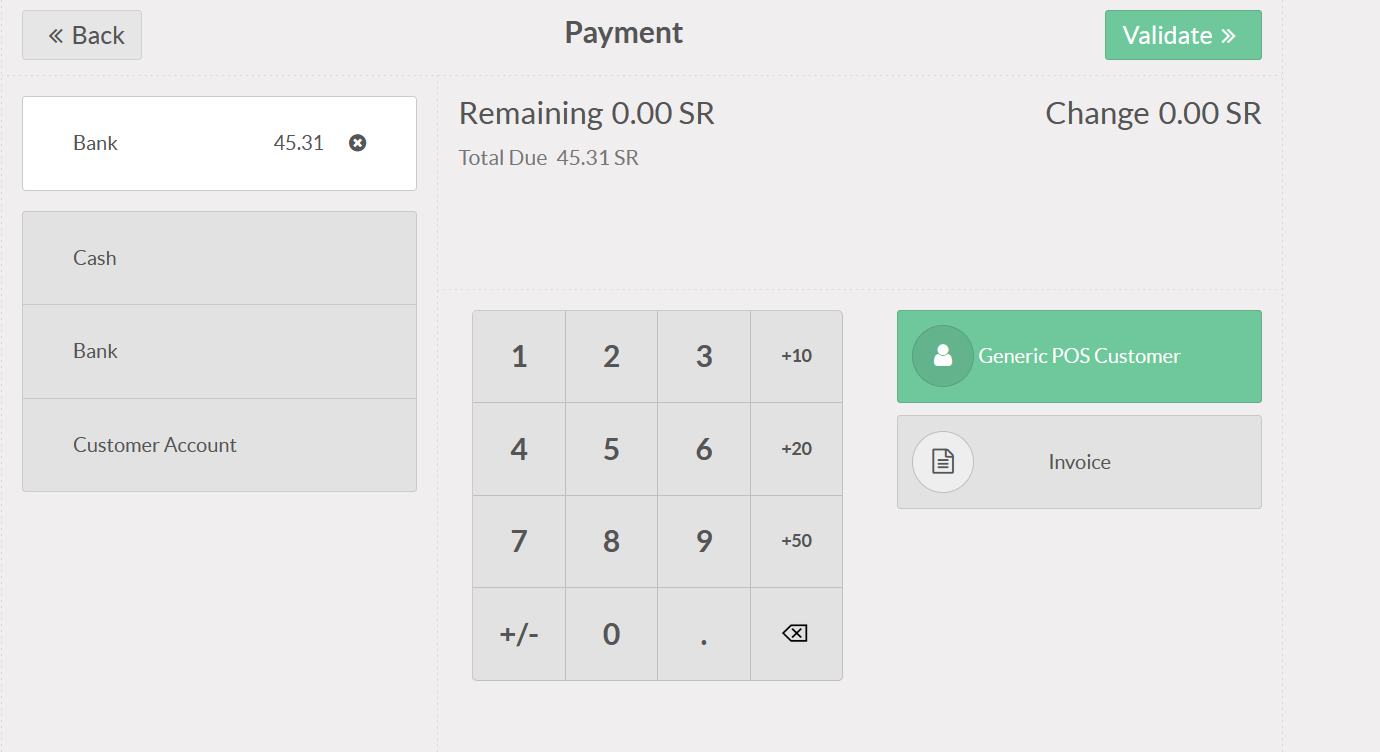 Back
Payment
Validate
Bank 45.31
Remaining 0.00 SR
Change 0.00 SR
Total Due 45.31 SR
Cash
Bank
Customer Account
1 2 3 +10
4 5 6 +20
7 8 9 +50
+/- 0 .
Generic POS Customer
Invoice